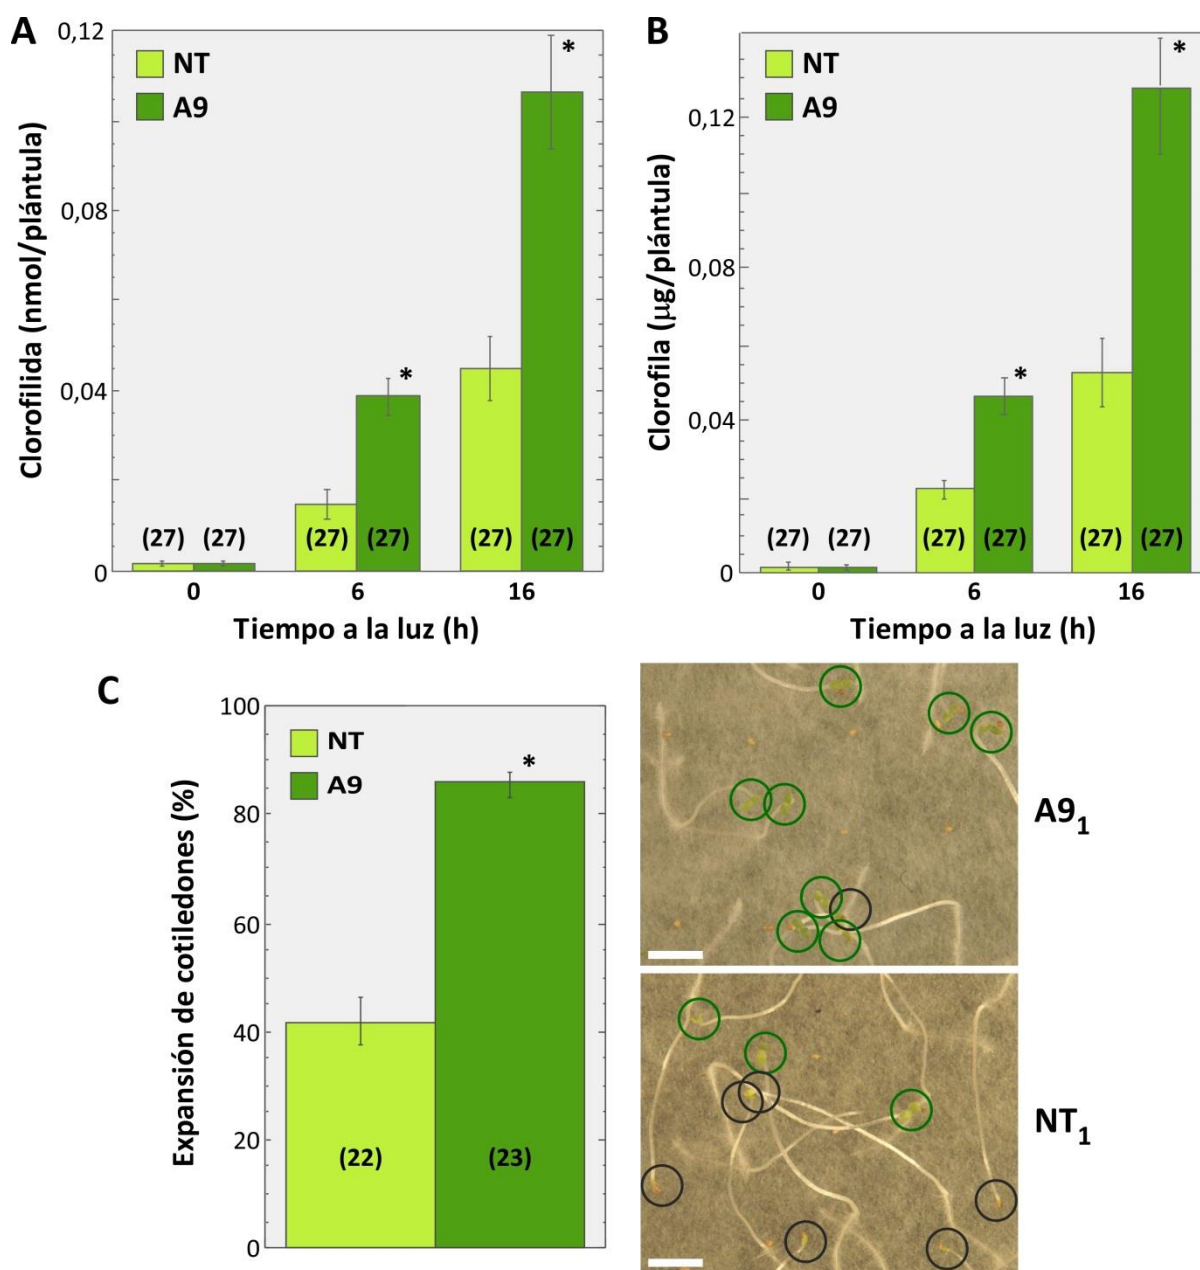 A
Clorofilida (nmol/plántula)
0,12
0,08
0,04
0
NT
A9
*
*
(27) (27) (27) (27) (27) (27)
0 6 16
Tiempo a la luz (h)
B
Clorofila (µg/plántula)
0,12
0,08
0,04
0
NT
A9
*
*
(27) (27) (27) (27) (27) (27)
0 6 16
Tiempo a la luz (h)
C
Expansión de cotiledones (%)
100
80
60
40
20
0
NT
A9
*
(22) (23)
A9₁
NT₁